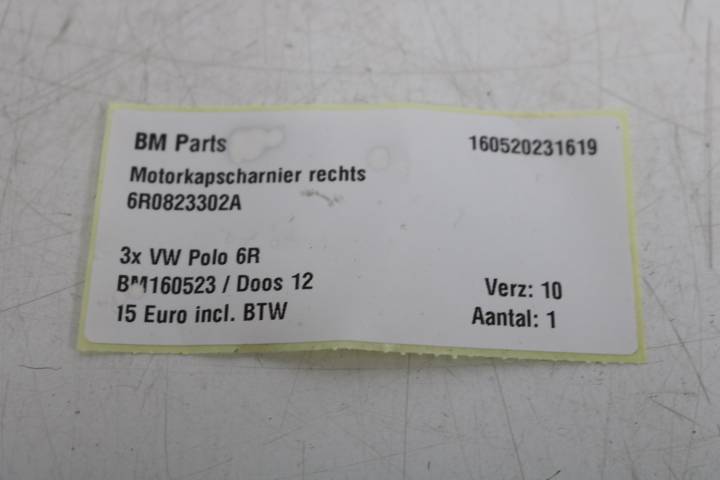 BM Parts 160520231619
Motorkapscharnier rechts
6R0823302A
3x VW Polo 6R
BM160523 / Doos 12 Verz: 10
15 Euro incl. BTW Aantal: 1